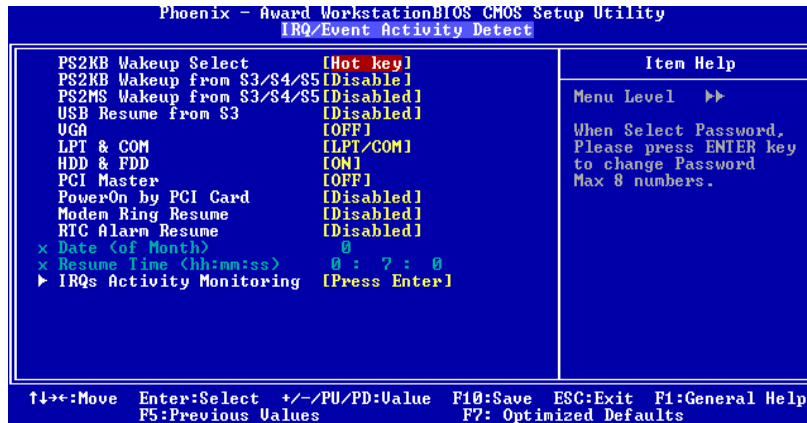 Phoenix - Award WorkstationBIOS CMOS Setup Utility
IRQ/Event Activity Detect
PS2KB Wakeup Select [Hot key]
PS2KB Wakeup from S3/S4/S5[Disable]
PS2MS Wakeup from S3/S4/S5[Disabled]
USB Resume from S3 [Disabled]
VGA [OFF]
LPT & COM [LPT/COM]
HDD & FDD [ON]
PCI Master [OFF]
PowerOn by PCI Card [Disabled]
Modem Ring Resume [Disabled]
RTC Alarm Resume [Disabled]
x Date (of Month) 0
x Resume Time (hh:mm:ss) 0 : 7 : 0
► IRQs Activity Monitoring [Press Enter]
Item Help
Menu Level ►►
When Select Password,
Please press ENTER key
to change Password
Max 8 numbers.
↑↓→←:Move Enter:Select +/-/PU/PD:Value F10:Save ESC:Exit F1:General Help
F5:Previous Values F7: Optimized Defaults